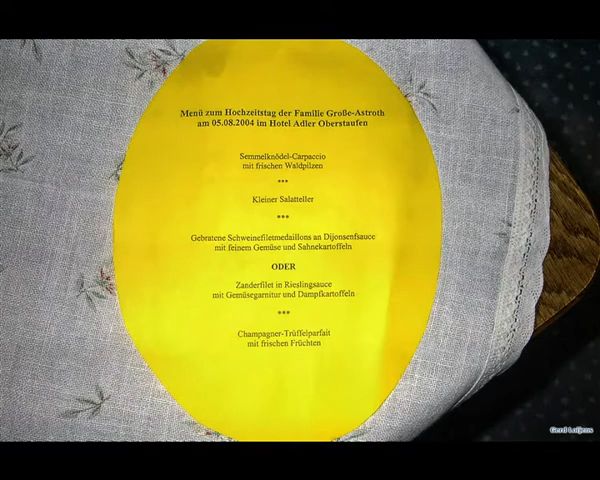 Menü zum Hochzeitstag der Familie Große-Astroth
am 05.08.2004 im Hotel Adler Oberstaufen
Semmelknödel-Carpaccio
mit frischen Waldpilzen
***
Kleiner Salatteller
***
Gebratene Schweinefiletmedaillons an Dijonsenfsauce
mit feinem Gemüse und Sahnekartoffeln
ODER
Zanderfilet in Rieslingsauce
mit Gemüsegarnitur und Dampfkartoffeln
***
Champagner-Trüffelparfait
mit frischen Früchten
Gerd Lutjens